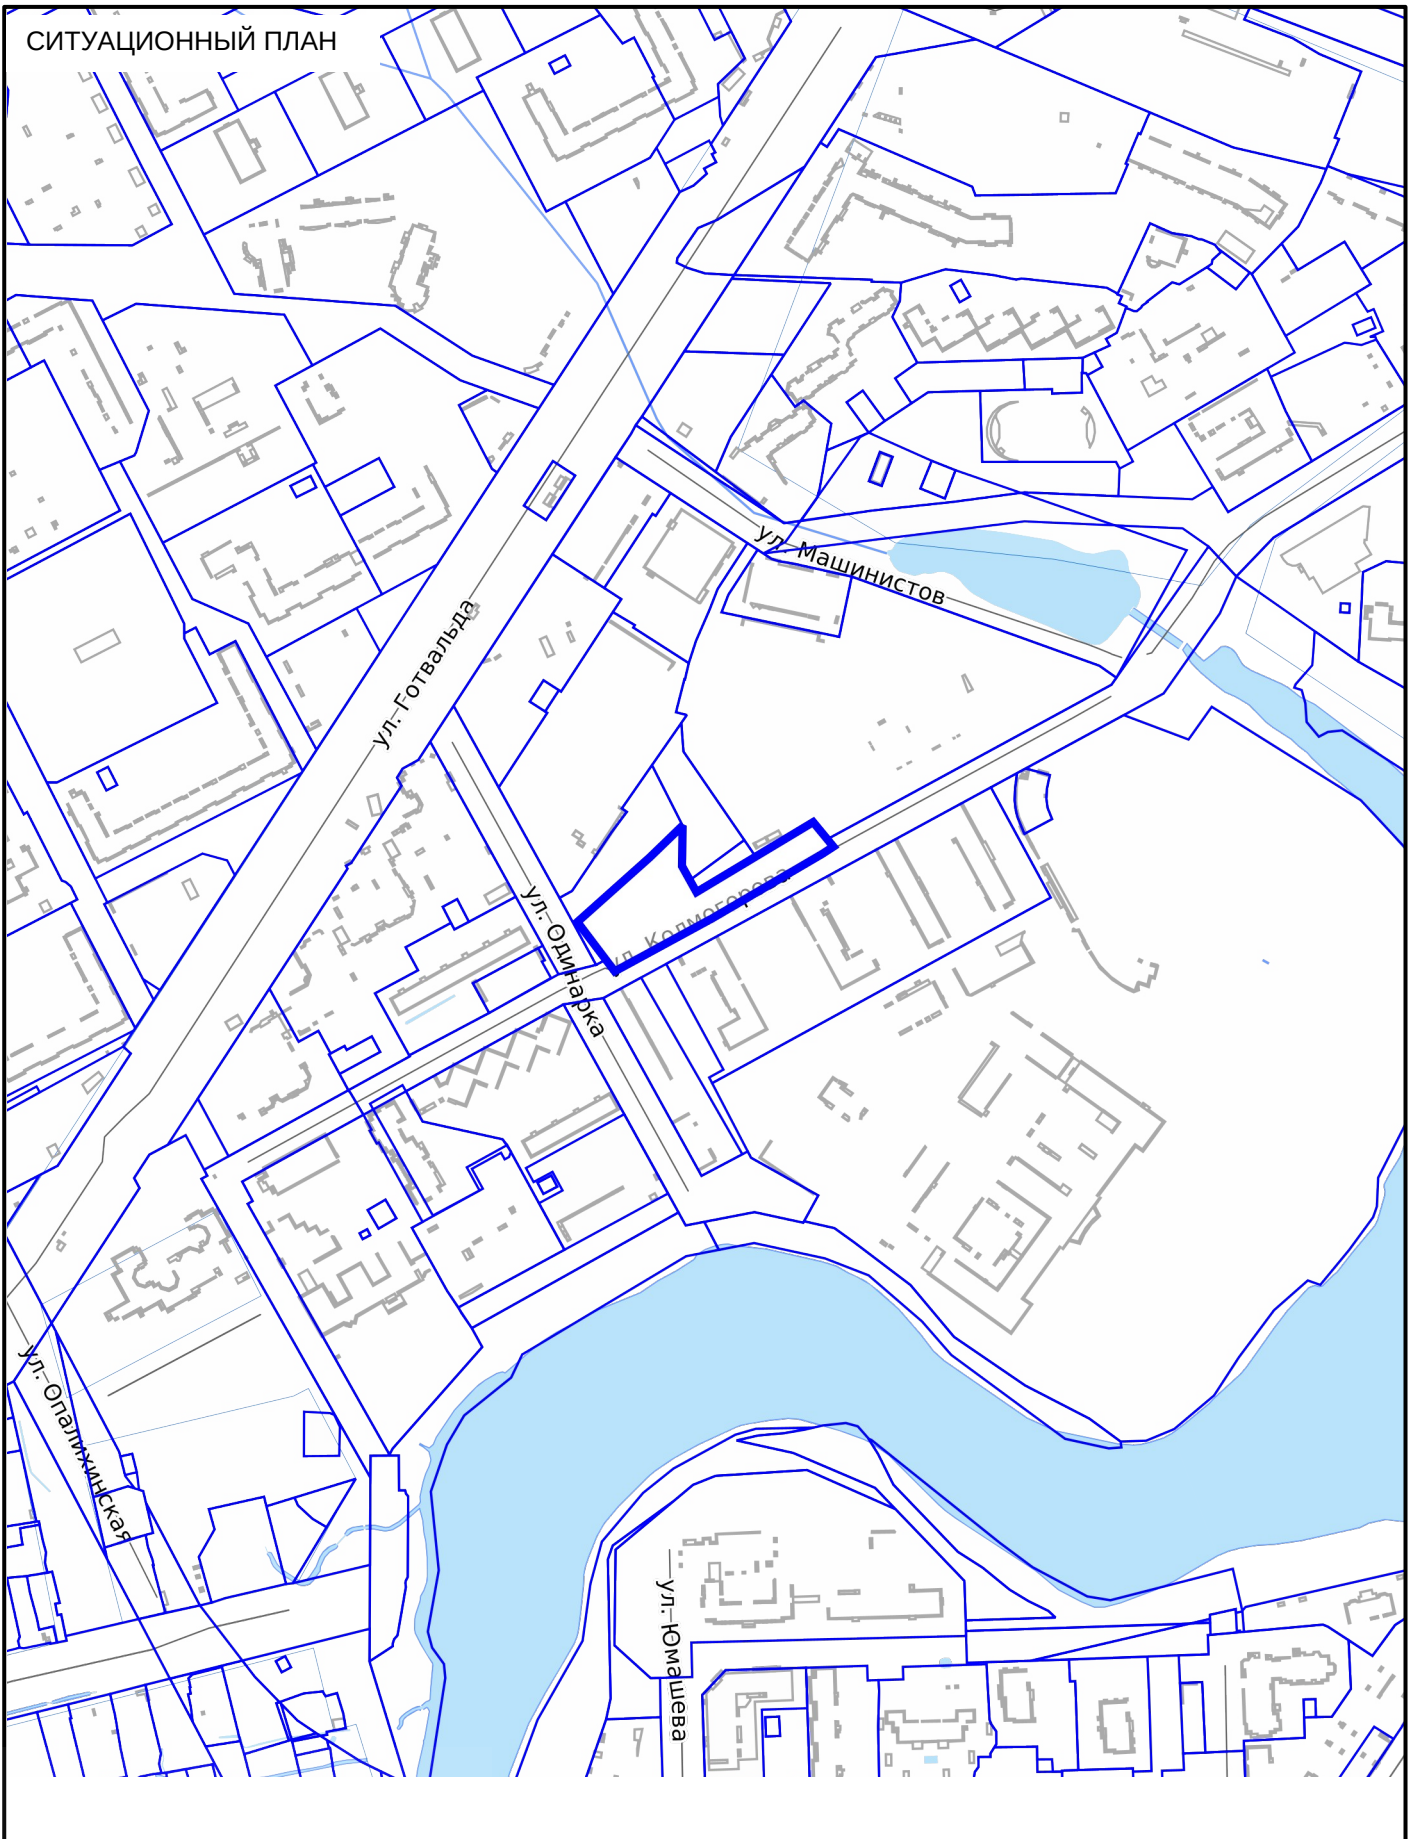 СИТУАЦИОННЫЙ ПЛАН
ул. Машинистов
ул. Готвальда
ул. Колмогорова
ул. Одинарка
ул. Опалихинская
ул. Юмашева